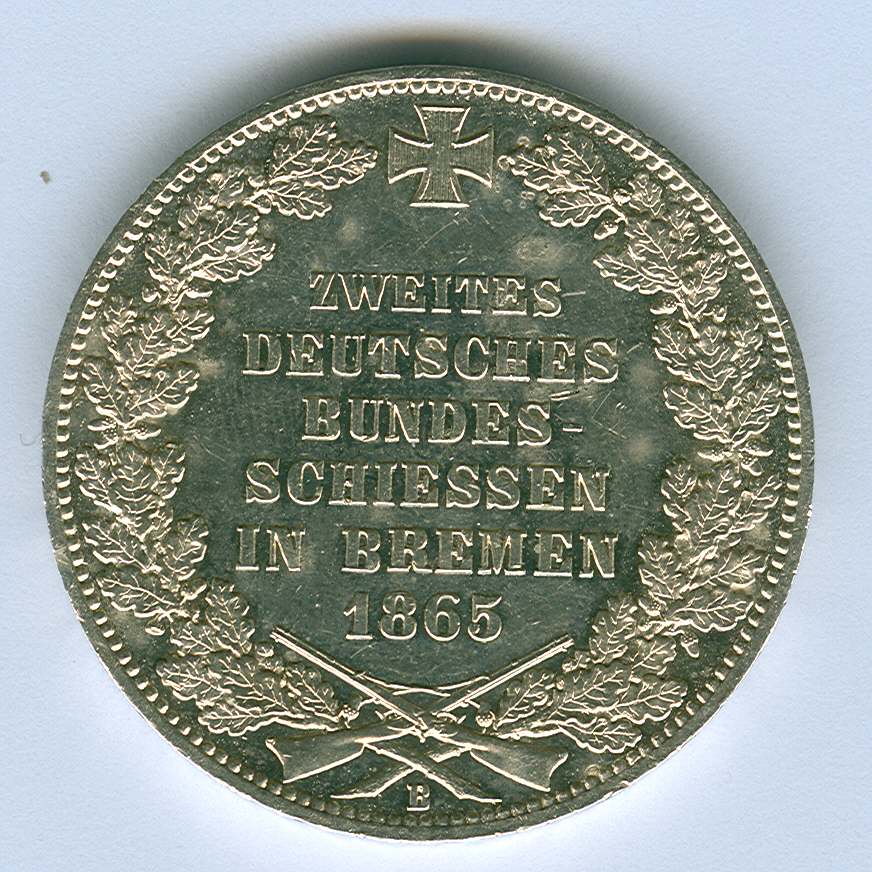 ZWEITES
DEUTSCHES
BUNDES-
SCHIESSEN
IN BREMEN
1865
B